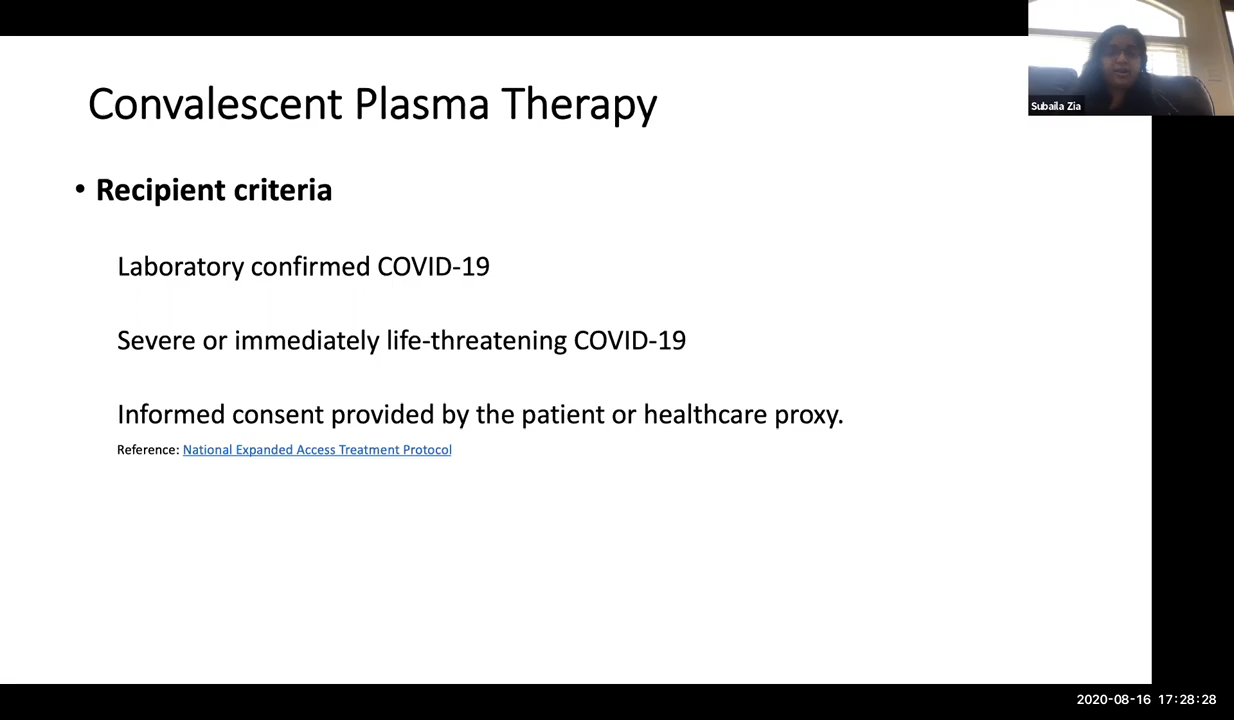 Convalescent Plasma Therapy
Subaila Zia
• Recipient criteria
Laboratory confirmed COVID-19
Severe or immediately life-threatening COVID-19
Informed consent provided by the patient or healthcare proxy.
Reference: National Expanded Access Treatment Protocol
2020-08-16 17:28:28